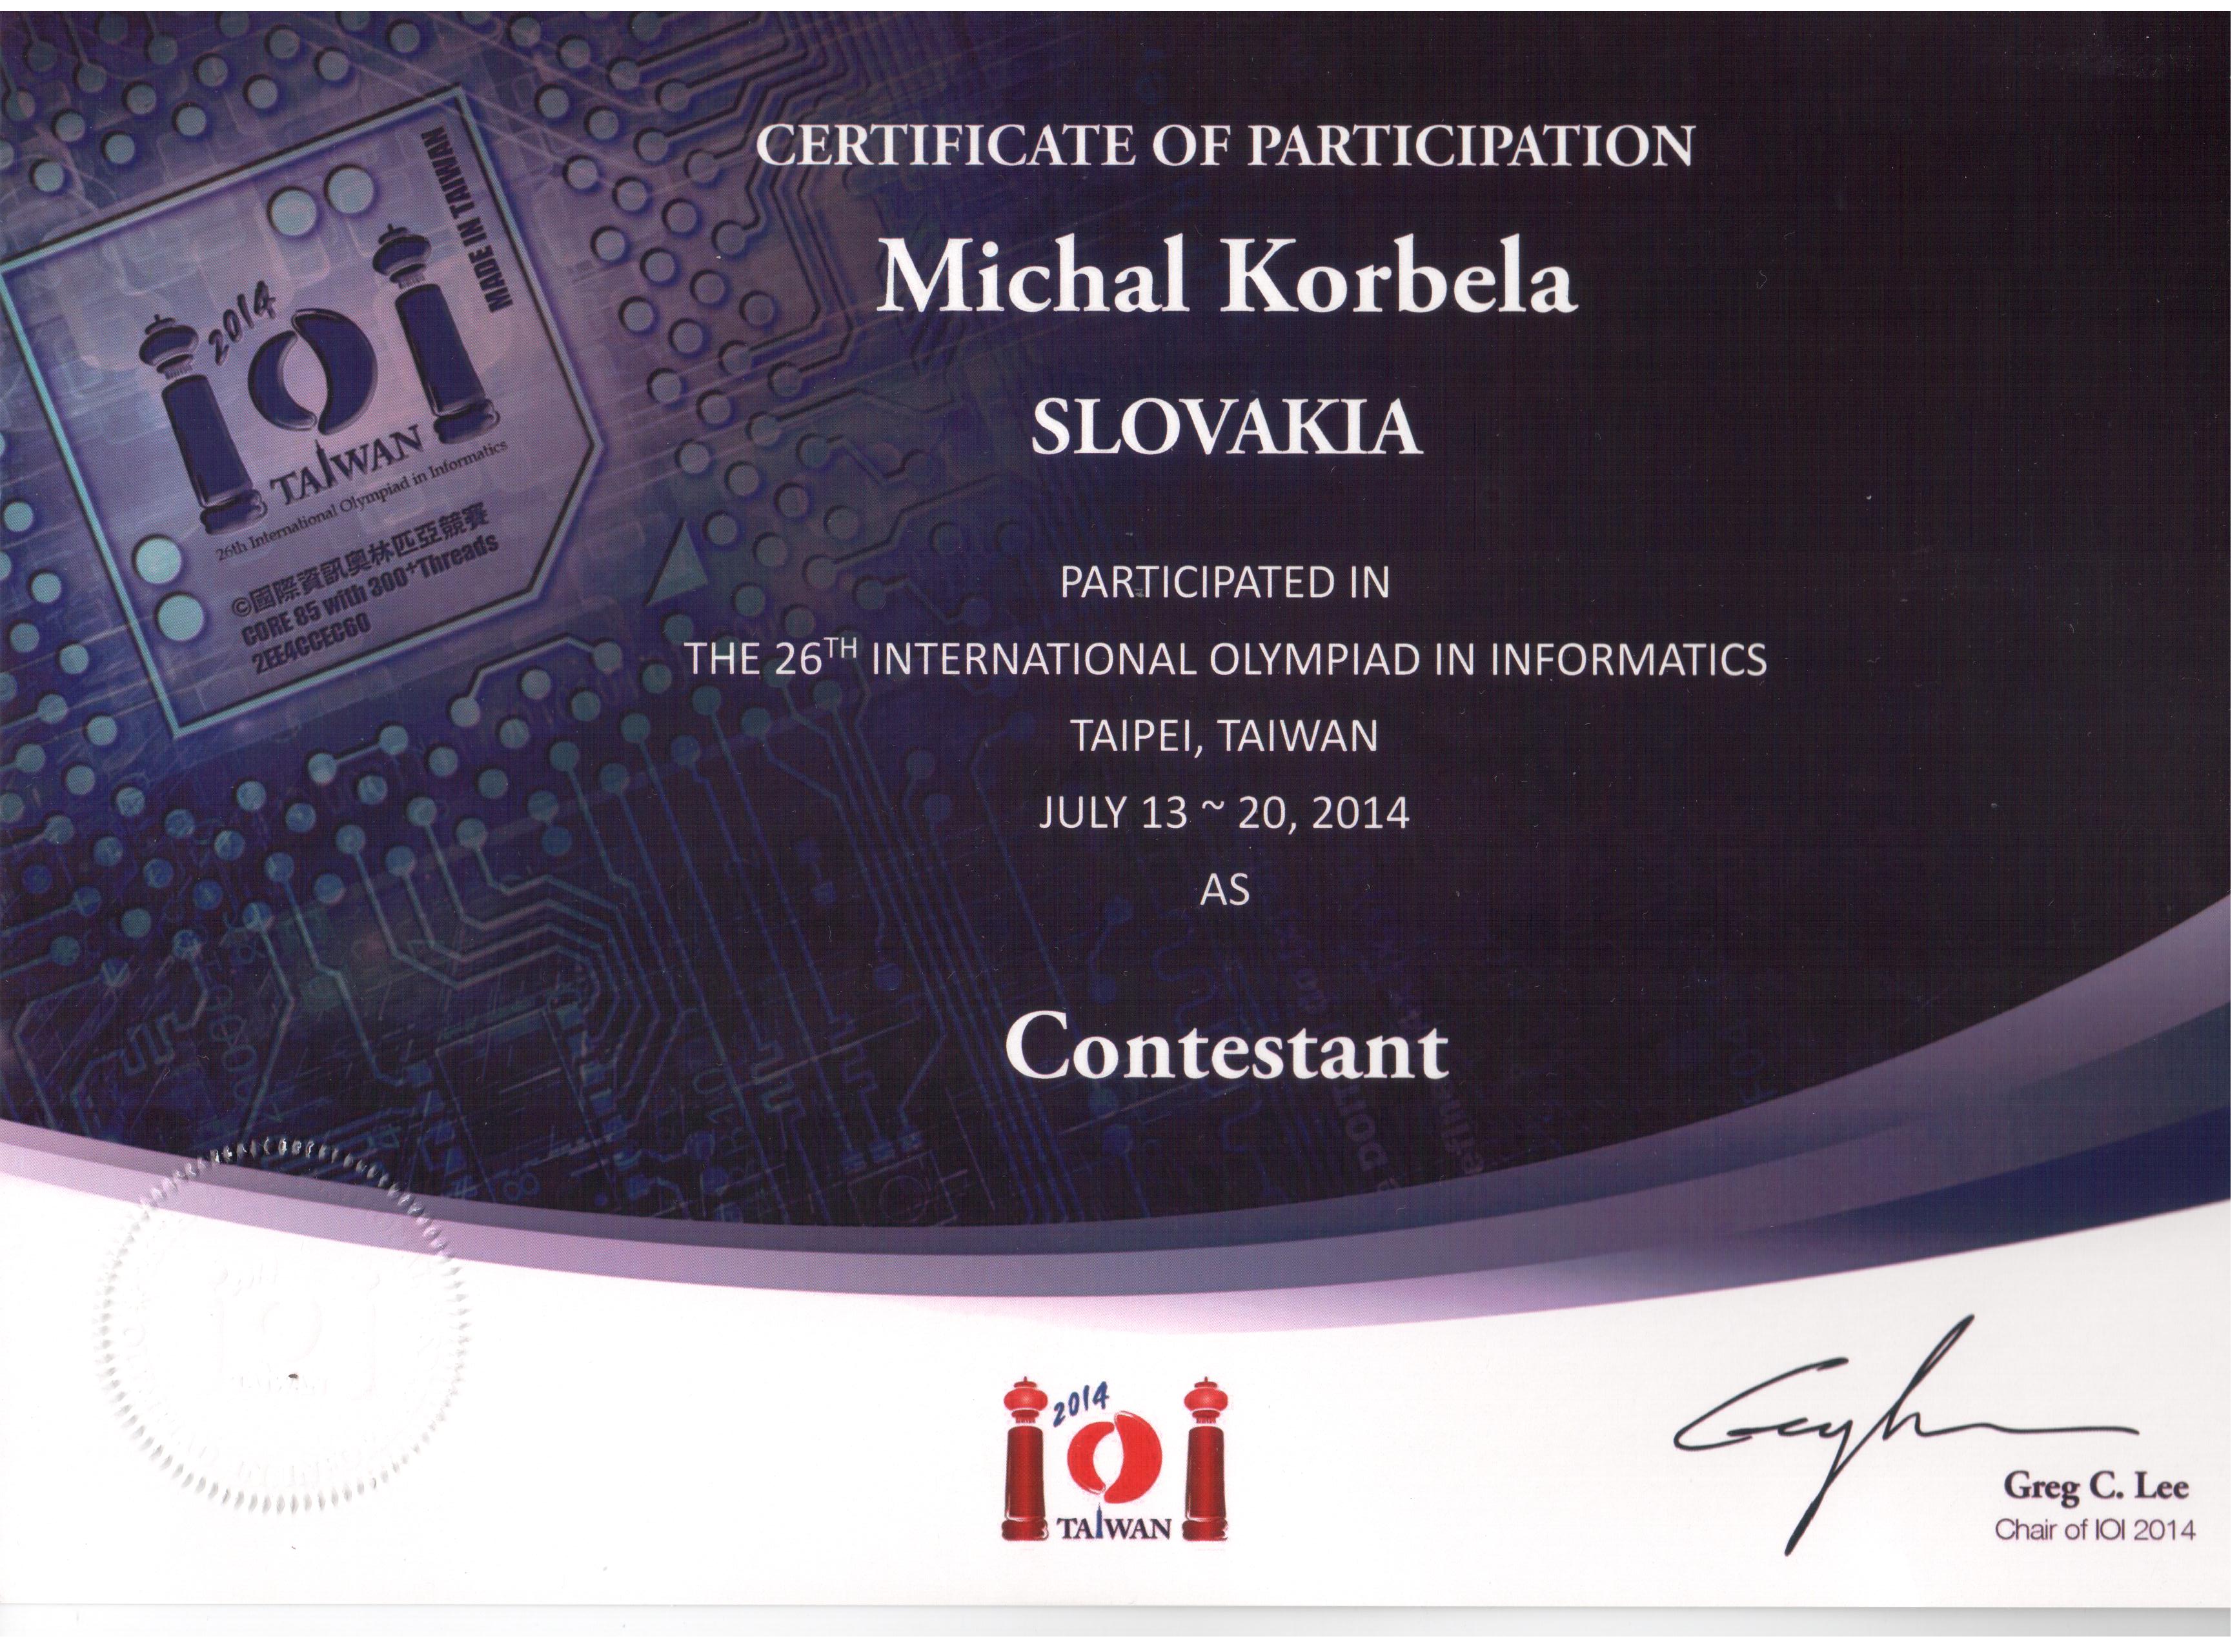 CERTIFICATE OF PARTICIPATION
Michal Korbela
SLOVAKIA
PARTICIPATED IN
THE 26TH INTERNATIONAL OLYMPIAD IN INFORMATICS
TAIPEI, TAIWAN
JULY 13 ~ 20, 2014
AS
Contestant
MADE IN TAIWAN
2014
IOI
TAIWAN
26th International Olympiad in Informatics
©國際資訊奧林匹亞競賽
CORE 85 with 300+Threads
2EE4CCEC60
2014
IOI
TAIWAN
Greg C. Lee
Chair of IOI 2014